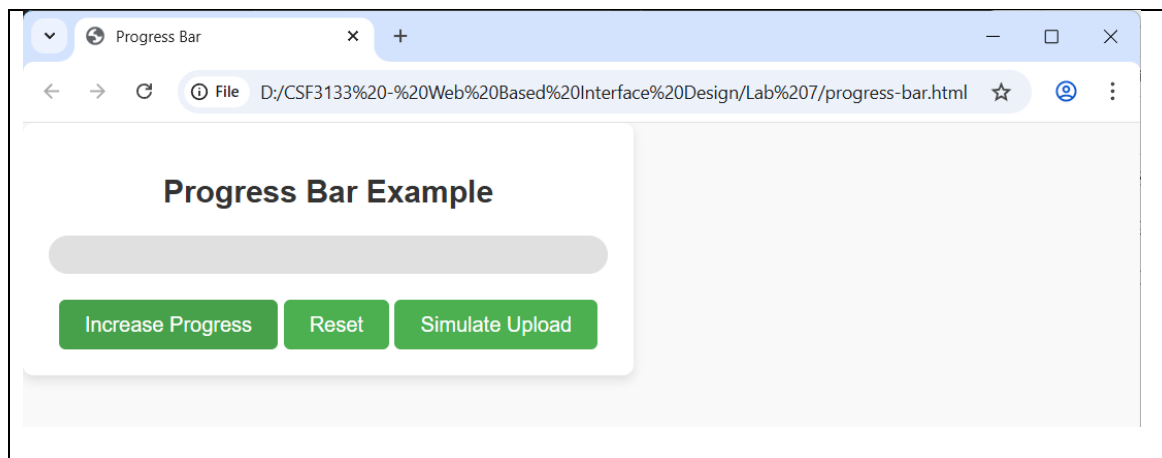 Progress Bar
File D:/CSF3133%20-%20Web%20Based%20Interface%20Design/Lab%207/progress-bar.html
Progress Bar Example
Increase Progress Reset Simulate Upload